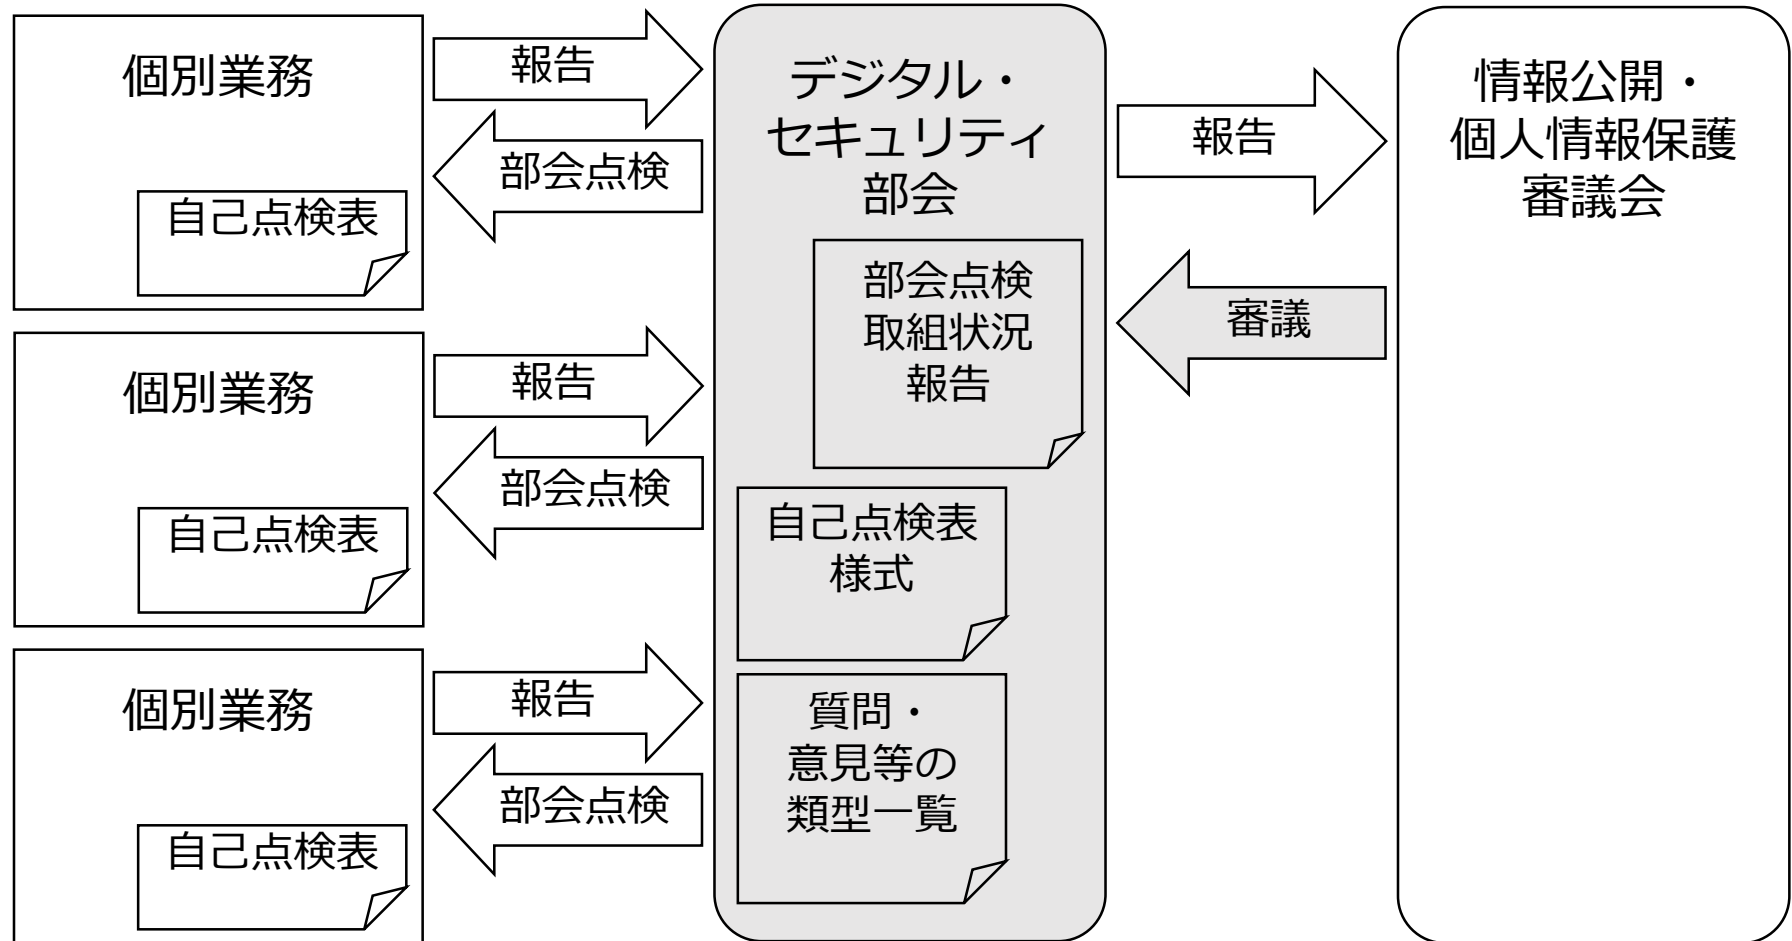 個別業務
自己点検表
報告
部会点検
個別業務
自己点検表
報告
部会点検
個別業務
自己点検表
報告
部会点検
デジタル・
セキュリティ
部会
部会点検
取組状況
報告
自己点検表
様式
質問・
意見等の
類型一覧
報告
審議
情報公開・
個人情報保護
審議会